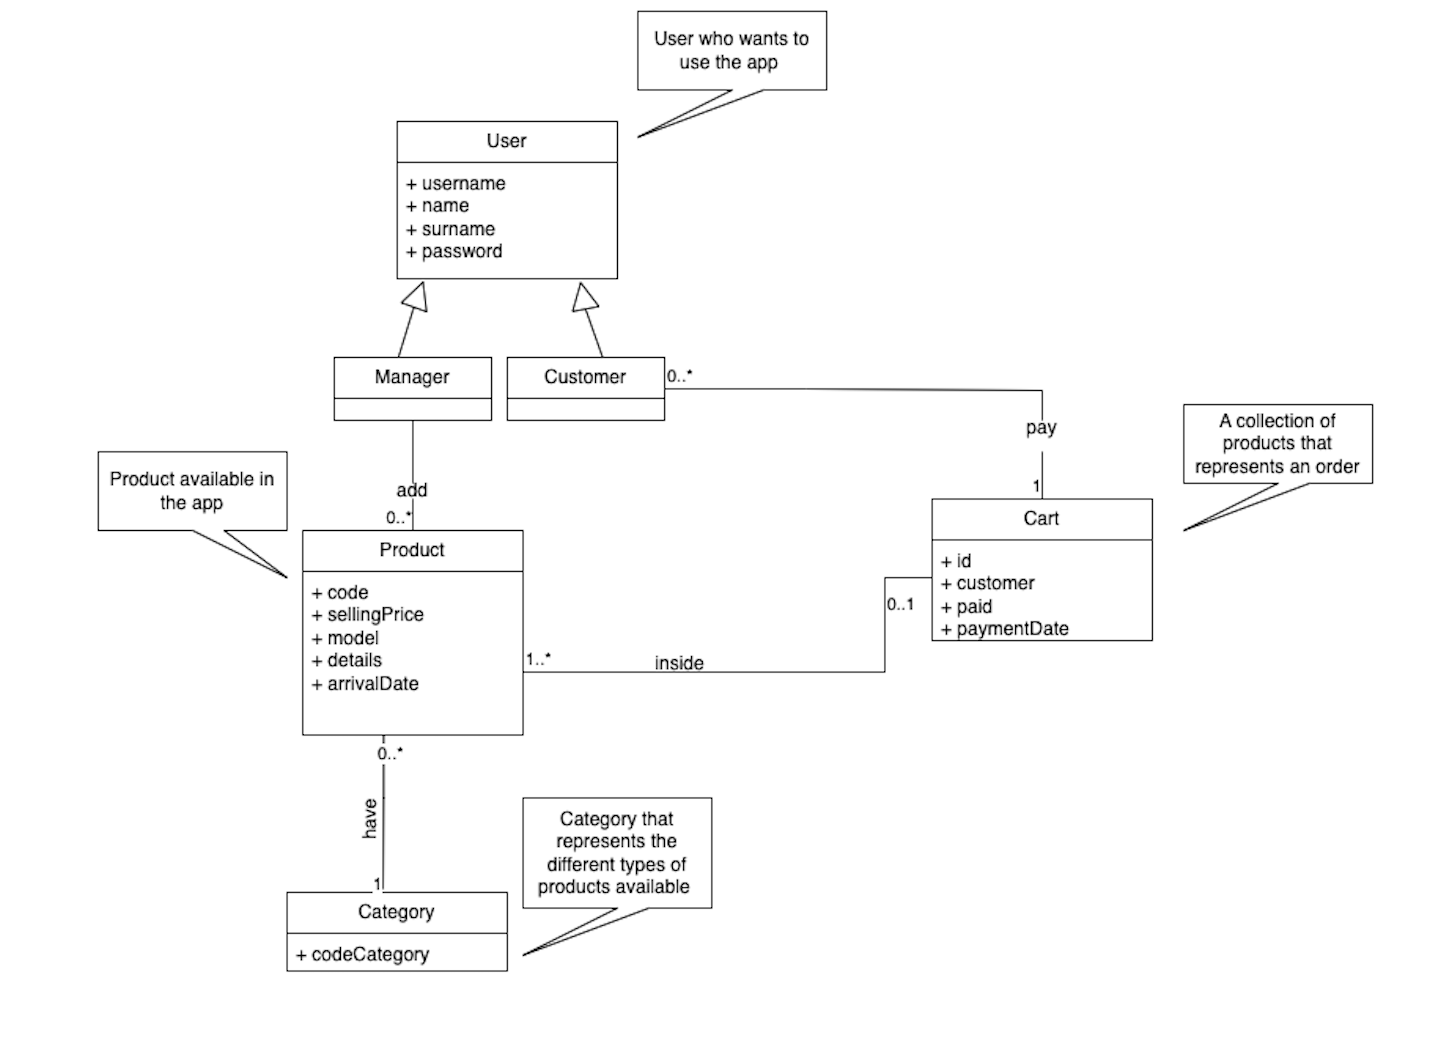 User who wants to
use the app
User
+ username
+ name
+ surname
+ password
Manager
Customer
0..*
pay
1
A collection of
products that
represents an order
Product available in
the app
add
0..*
Product
+ code
+ sellingPrice
+ model
+ details
+ arrivalDate
Cart
+ id
+ customer
+ paid
+ paymentDate
0..1
1..*
inside
0..*
have
1
Category that
represents the
different types of
products available
Category
+ codeCategory